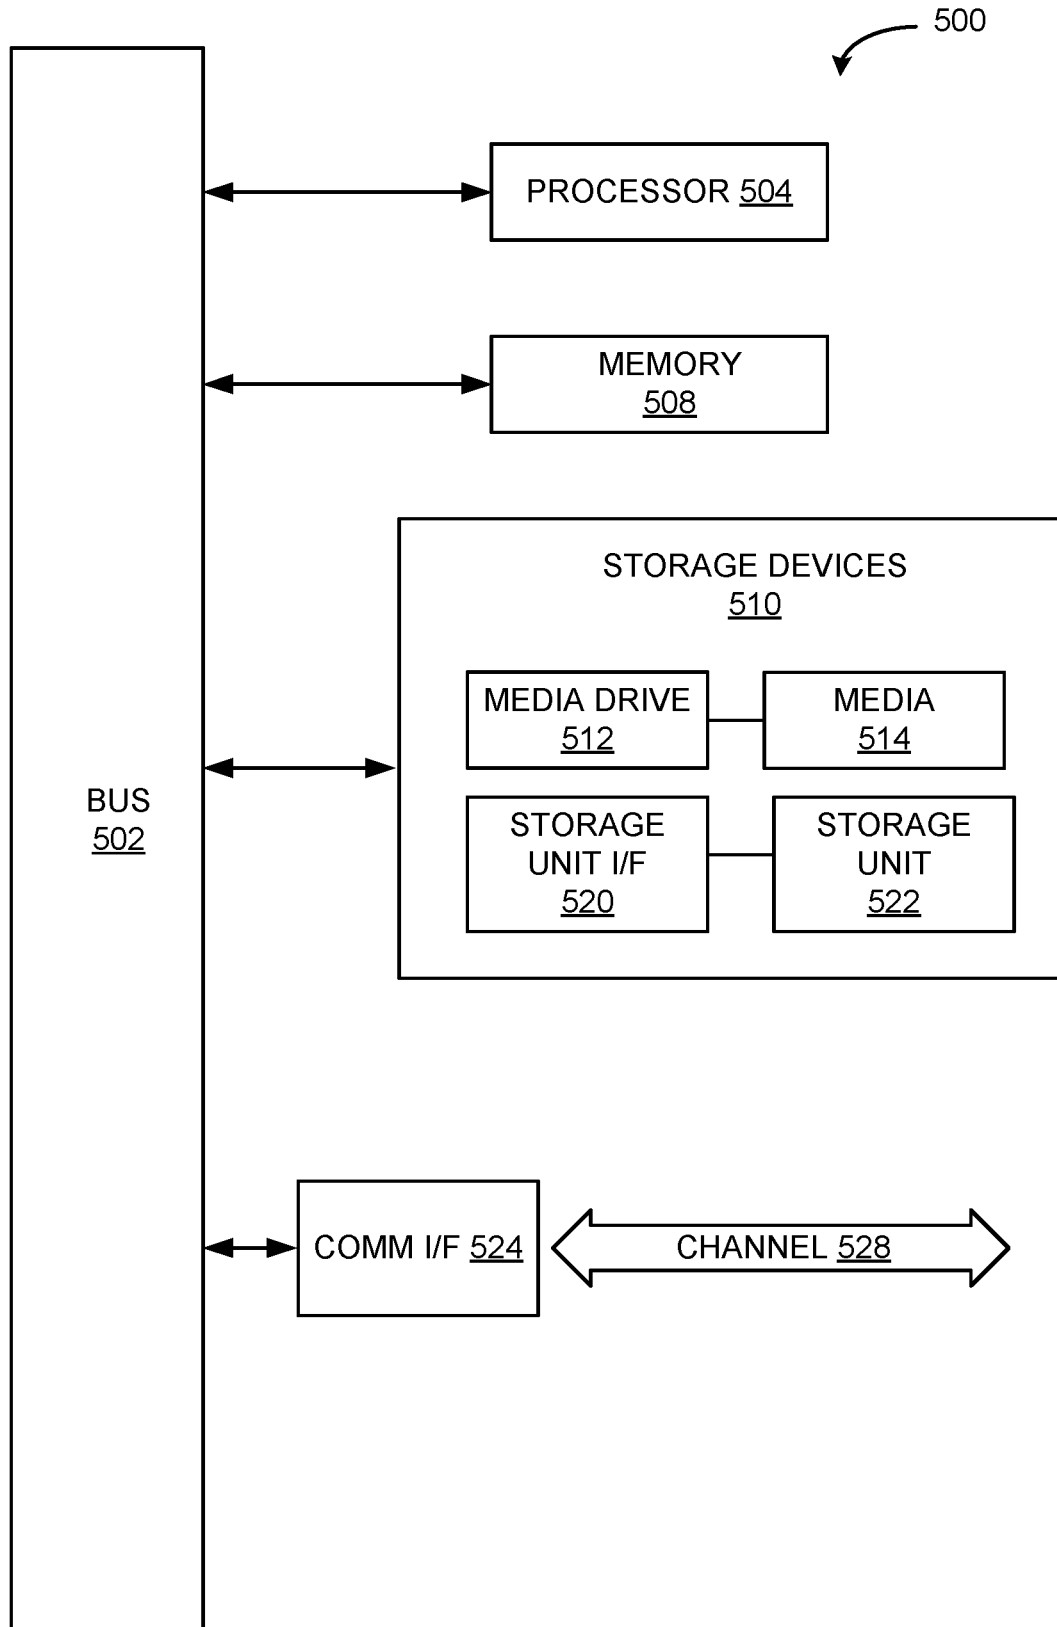 500
PROCESSOR 504
MEMORY
508
STORAGE DEVICES
510
MEDIA DRIVE
512
MEDIA
514
BUS
502
STORAGE
UNIT I/F
520
STORAGE
UNIT
522
COMM I/F 524
CHANNEL 528